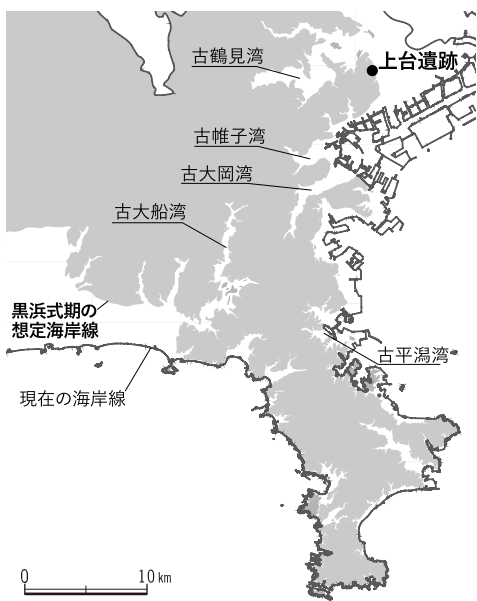 古鶴見湾
上台遺跡
古帷子湾
古大岡湾
古大船湾
黒浜式期の
想定海岸線
古平潟湾
現在の海岸線
0 10 km